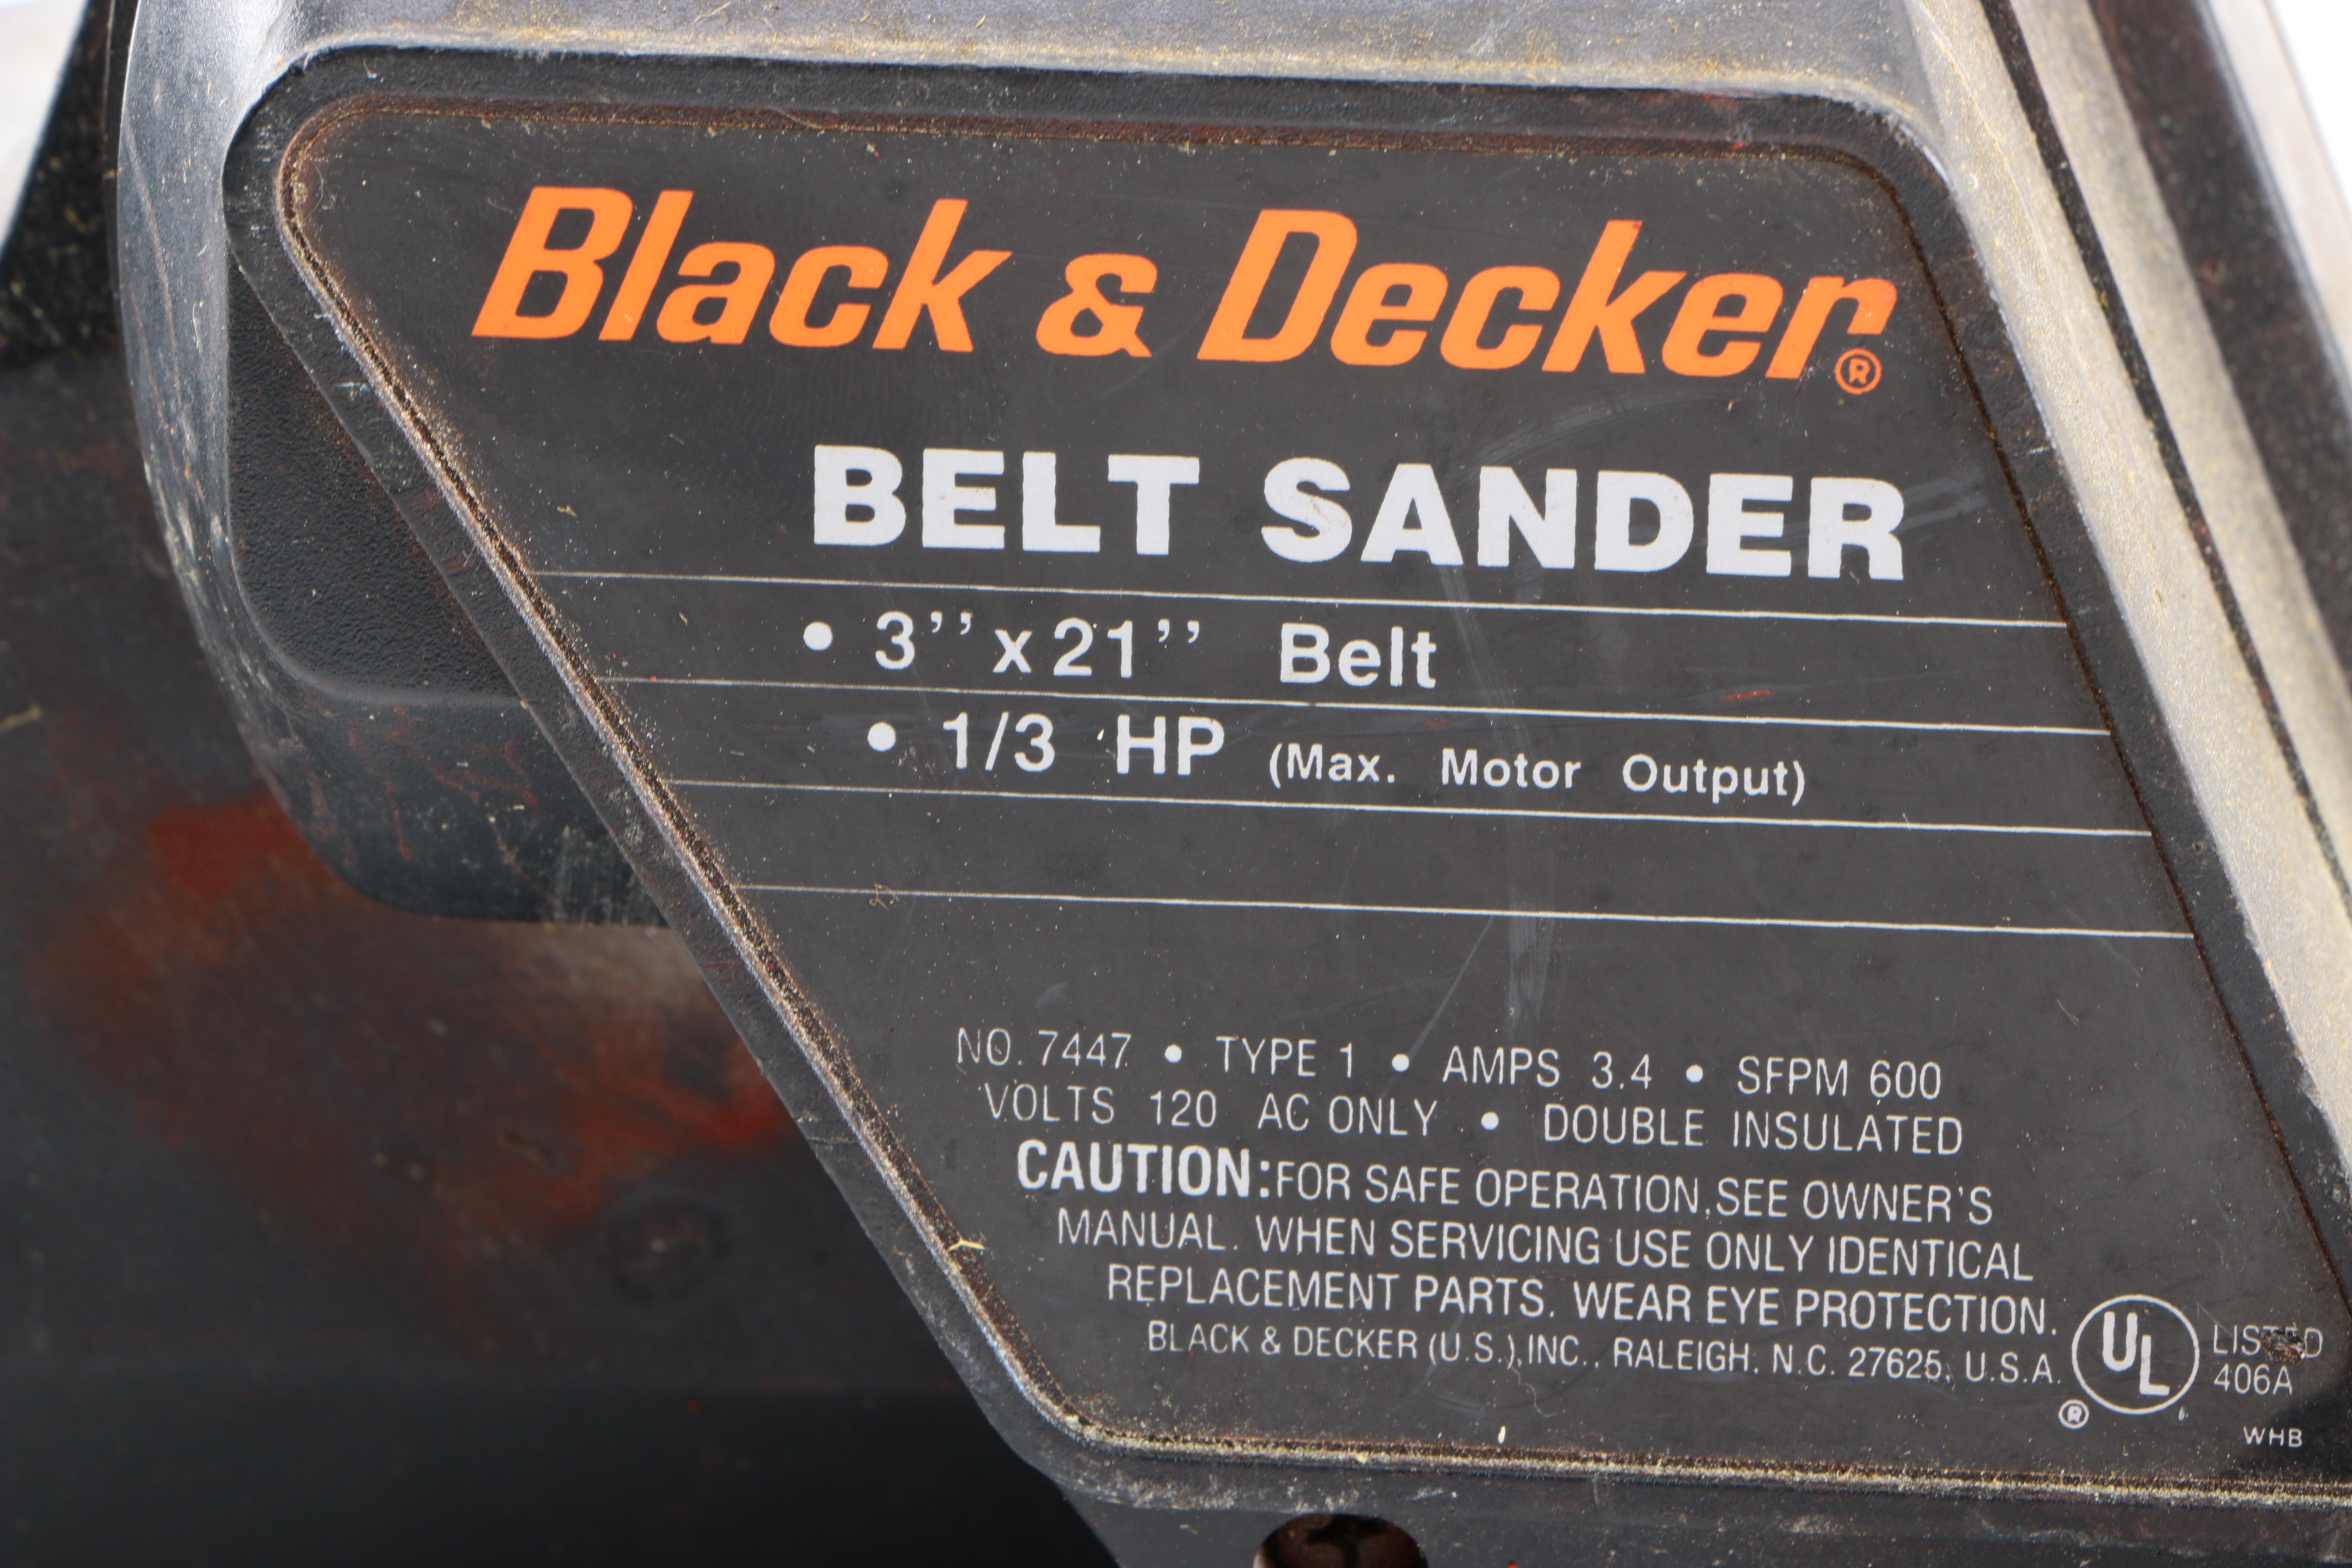 Black & Decker®
BELT SANDER
• 3’’ x 21’’ Belt
• 1/3 HP (Max. Motor Output)
NO. 7447 • TYPE 1 • AMPS 3.4 • SFPM 600
VOLTS 120 AC ONLY • DOUBLE INSULATED
CAUTION: FOR SAFE OPERATION, SEE OWNER'S
MANUAL. WHEN SERVICING USE ONLY IDENTICAL
REPLACEMENT PARTS. WEAR EYE PROTECTION.
BLACK & DECKER (U.S.), INC., RALEIGH, N.C. 27625, U.S.A.
UL ® LISTED
406A
WHB